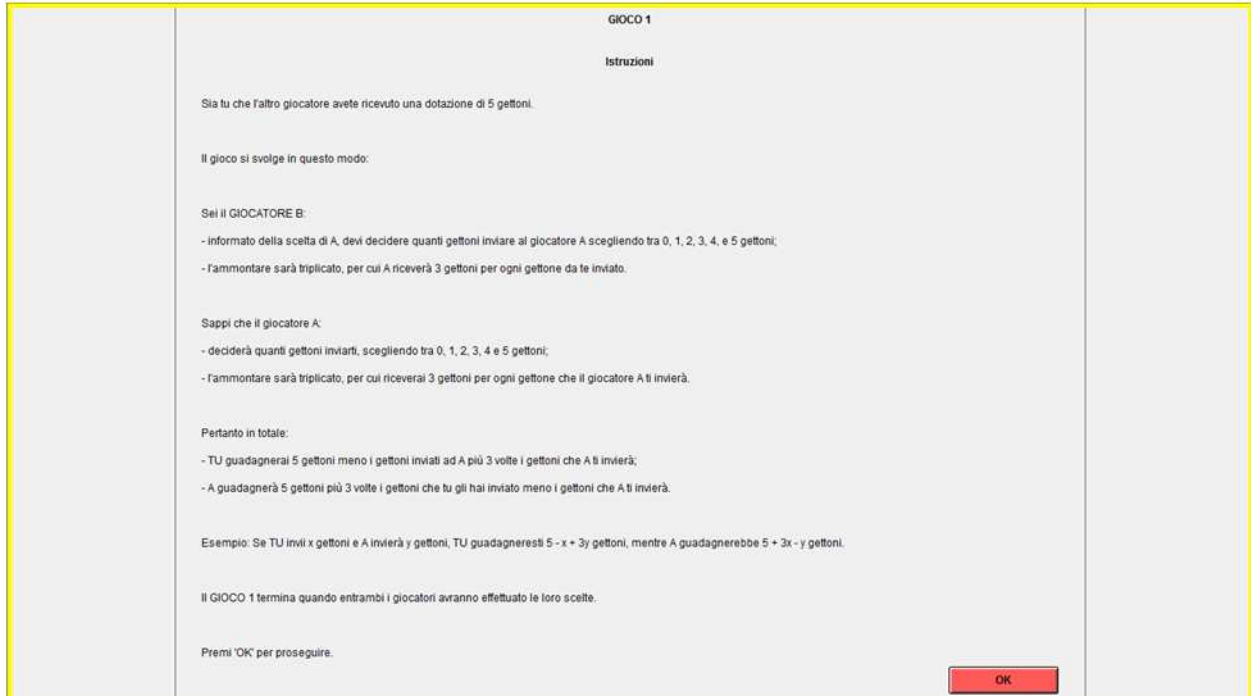 GIOCO 1
Istruzioni
Sia tu che l'altro giocatore avete ricevuto una dotazione di 5 gettoni.
Il gioco si svolge in questo modo:
Sei il GIOCATORE B:
- informato della scelta di A, devi decidere quanti gettoni inviare al giocatore A scegliendo tra 0, 1, 2, 3, 4, e 5 gettoni;
- l'ammontare sarà triplicato, per cui A riceverà 3 gettoni per ogni gettone da te inviato.
Sappi che il giocatore A:
- deciderà quanti gettoni inviarti, scegliendo tra 0, 1, 2, 3, 4 e 5 gettoni;
- l'ammontare sarà triplicato, per cui riceverai 3 gettoni per ogni gettone che il giocatore A ti invierà.
Pertanto in totale:
- TU guadagnerai 5 gettoni meno i gettoni inviati ad A più 3 volte i gettoni che A ti invierà;
- A guadagnerà 5 gettoni più 3 volte i gettoni che tu gli hai inviato meno i gettoni che A ti invierà.
Esempio: Se TU invii x gettoni e A invierà y gettoni, TU guadagneresti 5 - x + 3y gettoni, mentre A guadagnerebbe 5 + 3x - y gettoni.
Il GIOCO 1 termina quando entrambi i giocatori avranno effettuato le loro scelte.
Premi 'OK' per proseguire.
OK